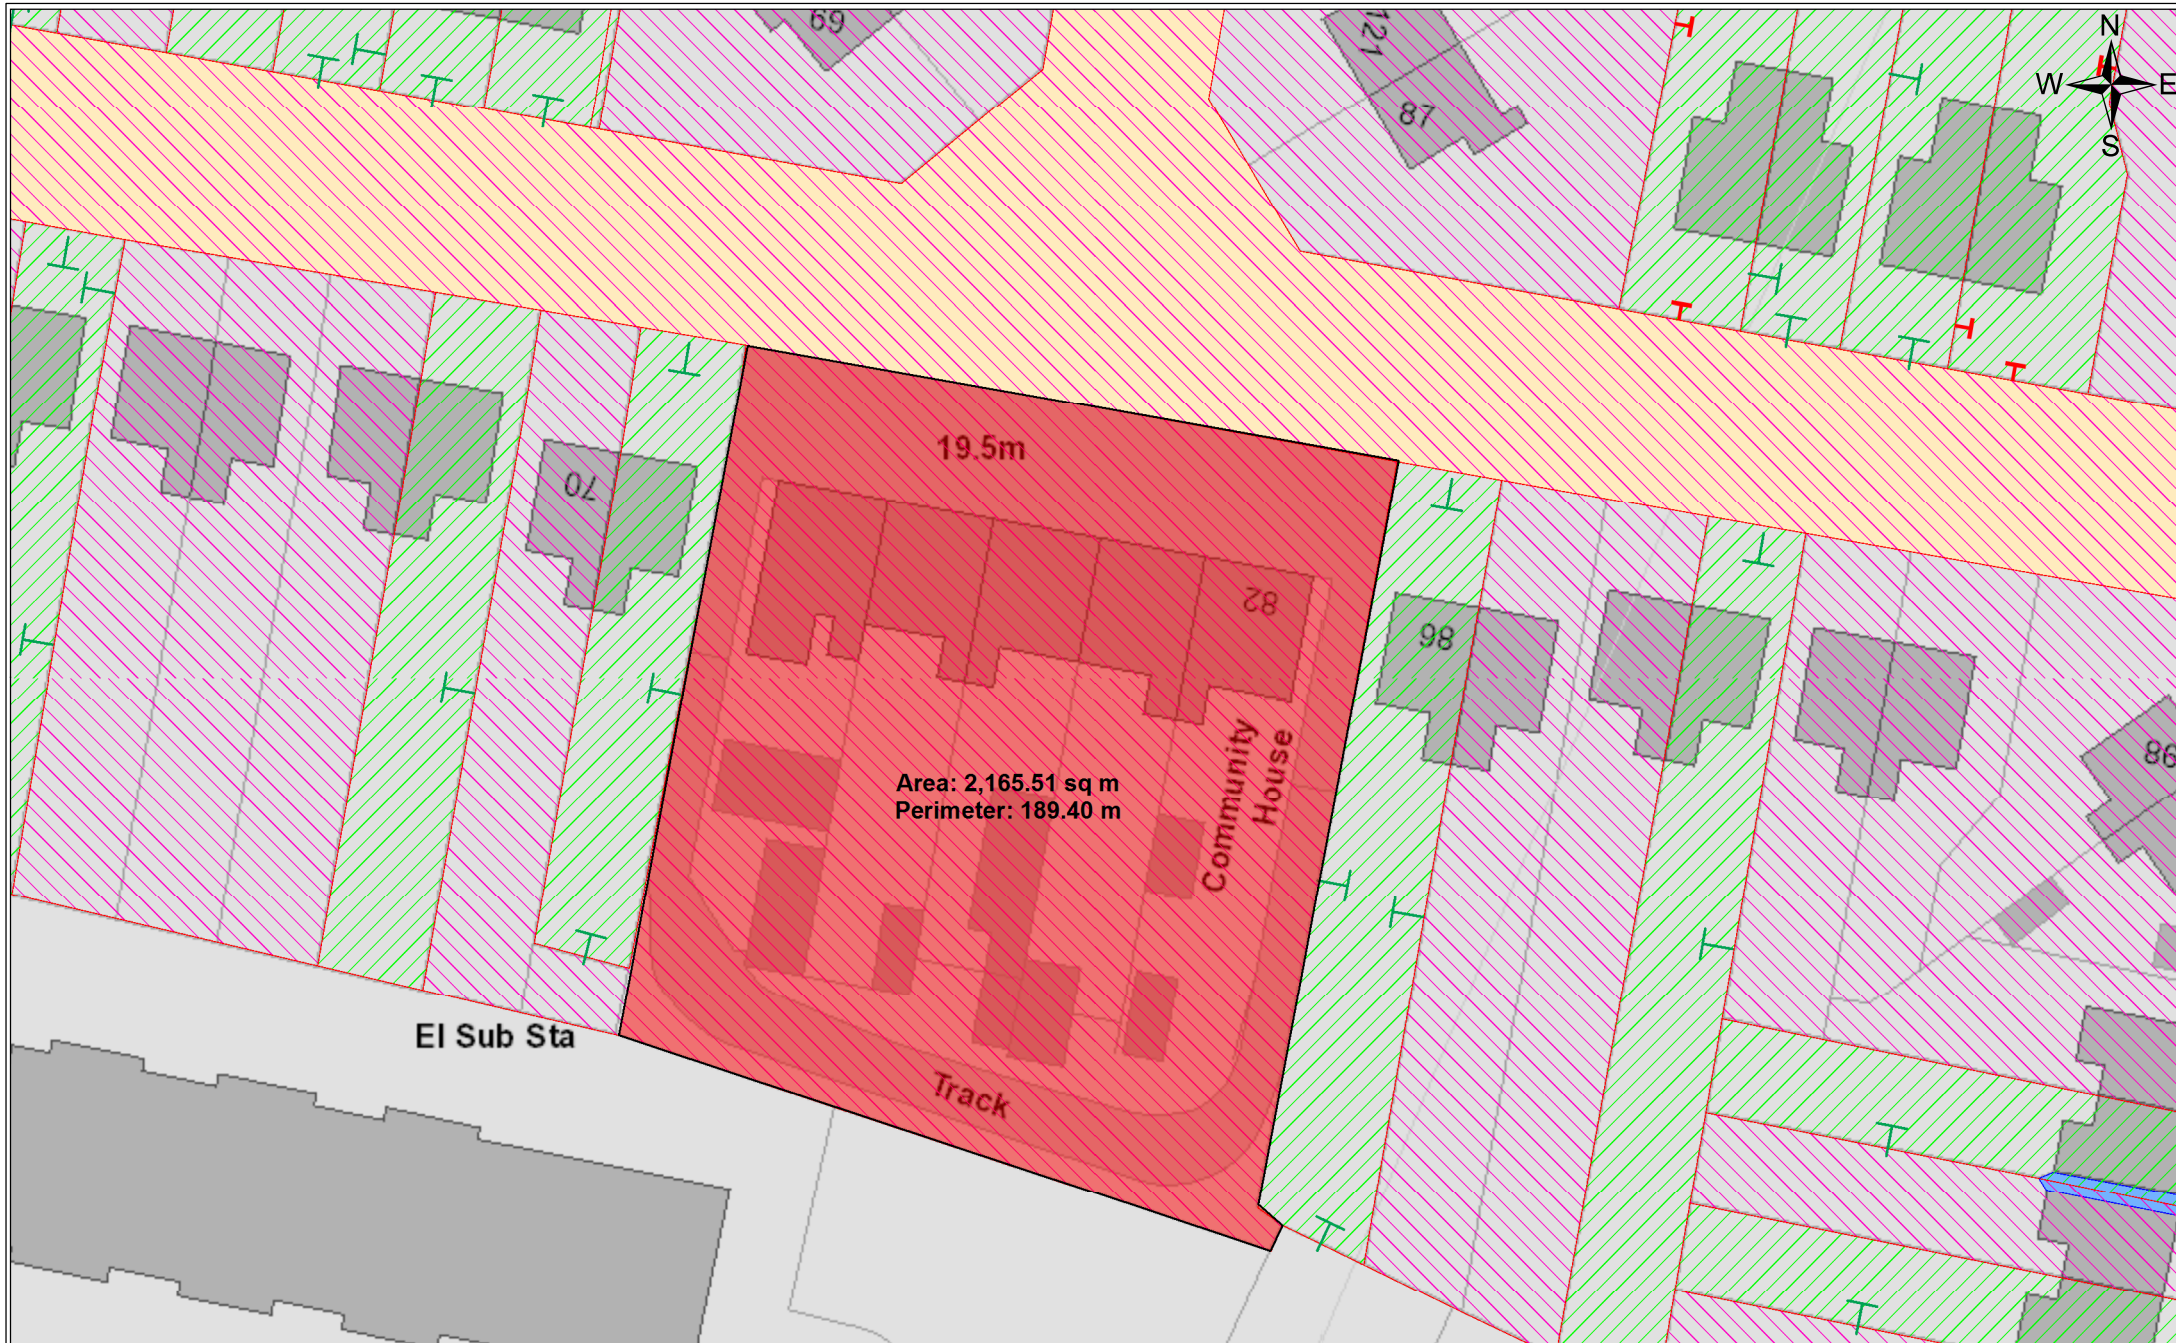 69
121
87
N
W
E
S
19.5m
70
82
98
Area: 2,165.51 sq m
Perimeter: 189.40 m
Community
House
El Sub Sta
Track